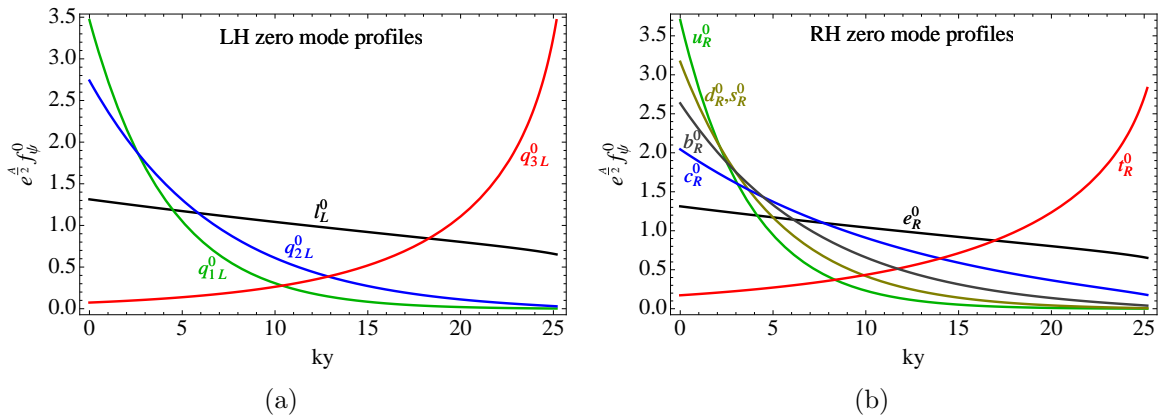 LH zero mode profiles
e^{A/2} f_ψ^0
3.5
3.0
2.5
2.0
1.5
1.0
0.5
0.0
q_{3L}^0
l_L^0
q_{2L}^0
q_{1L}^0
0 5 10 15 20 25
ky
(a)
RH zero mode profiles
e^{A/2} f_ψ^0
3.5
3.0
2.5
2.0
1.5
1.0
0.5
0.0
u_R^0
d_R^0,s_R^0
b_R^0
c_R^0
t_R^0
e_R^0
0 5 10 15 20 25
ky
(b)